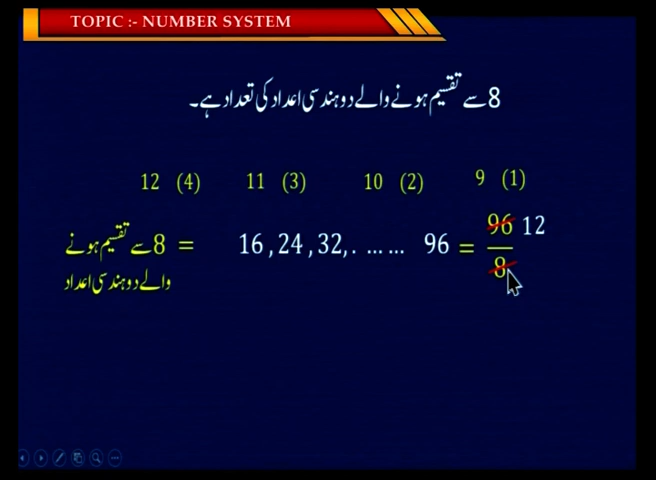 TOPIC :- NUMBER SYSTEM
8 سے تقسیم ہونے والے دو ہندسی اعداد کی تعداد ہے۔
9 (1) 10 (2) 11 (3) 12 (4)
8 سے تقسیم ہونے = 16 , 24 , 32 , . ... ... 96 = 96/8 12
والے دو ہندسی اعداد